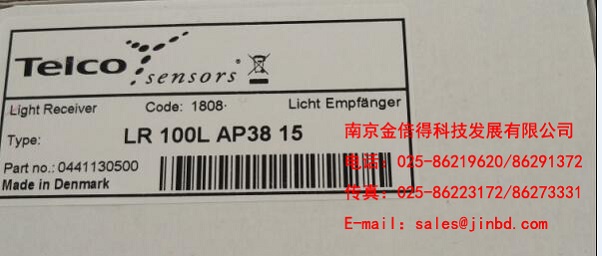 Telco sensors
Light Receiver Code: 1808· Licht Empfänger
Type: LR 100L AP38 15
Part no.: 0441130500
Made in Denmark
南京金倍得科技发展有限公司
电话：025-86219620/86291372
传真：025-86223172/86273331
E-mail：sales@jinbd.com